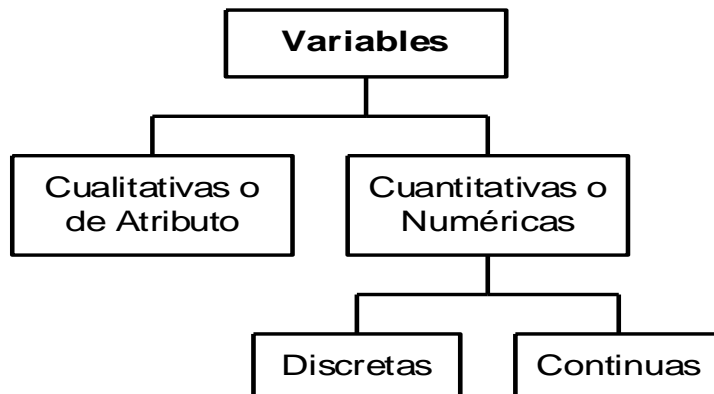 Variables
Cualitativas o
de Atributo
Cuantitativas o
Numéricas
Discretas
Continuas